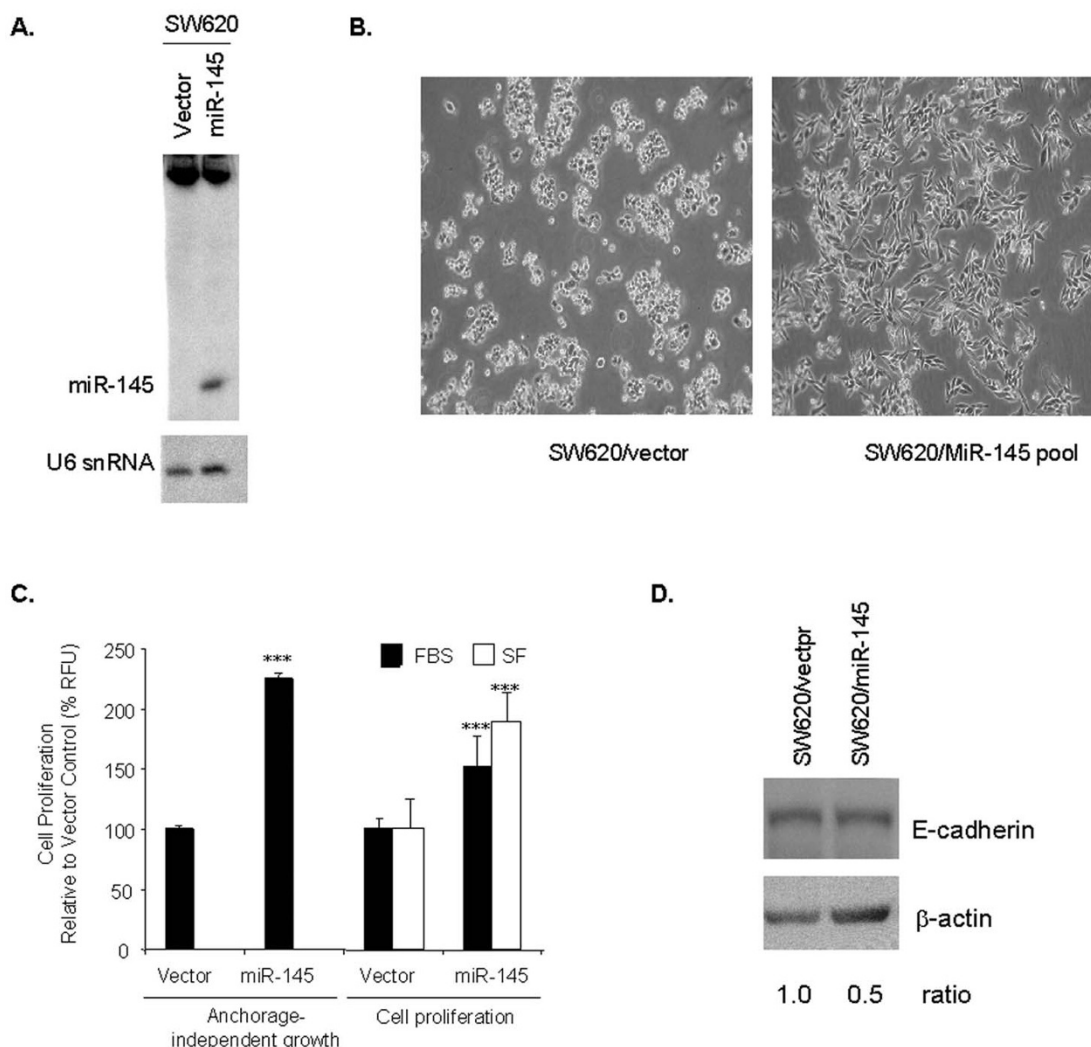 A.
SW620
Vector
miR-145
miR-145
U6 snRNA
B.
SW620/vector
SW620/MiR-145 pool
C.
Cell Proliferation
Relative to Vector Control (% RFU)
250
200
150
100
50
0
***
***
***
FBS
SF
Vector
miR-145
Vector
miR-145
Anchorage-
independent growth
Cell proliferation
D.
SW620/vectpr
SW620/miR-145
E-cadherin
β-actin
1.0 0.5 ratio